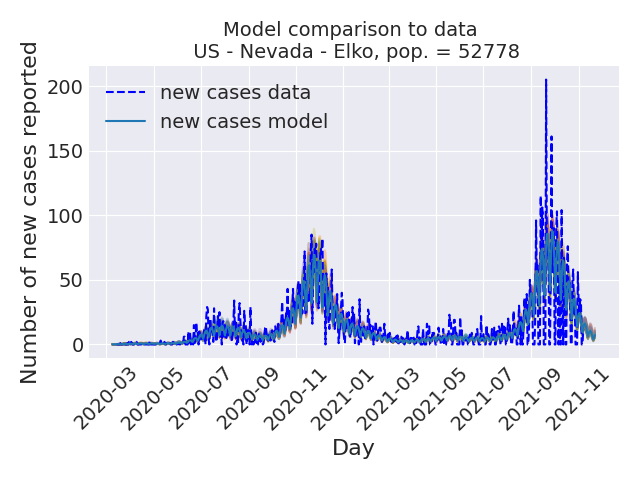 Model comparison to data
US - Nevada - Elko, pop. = 52778
Number of new cases reported
200
150
100
50
0
new cases data
new cases model
2020-03
2020-05
2020-07
2020-09
2020-11
2021-01
2021-03
2021-05
2021-07
2021-09
2021-11
Day